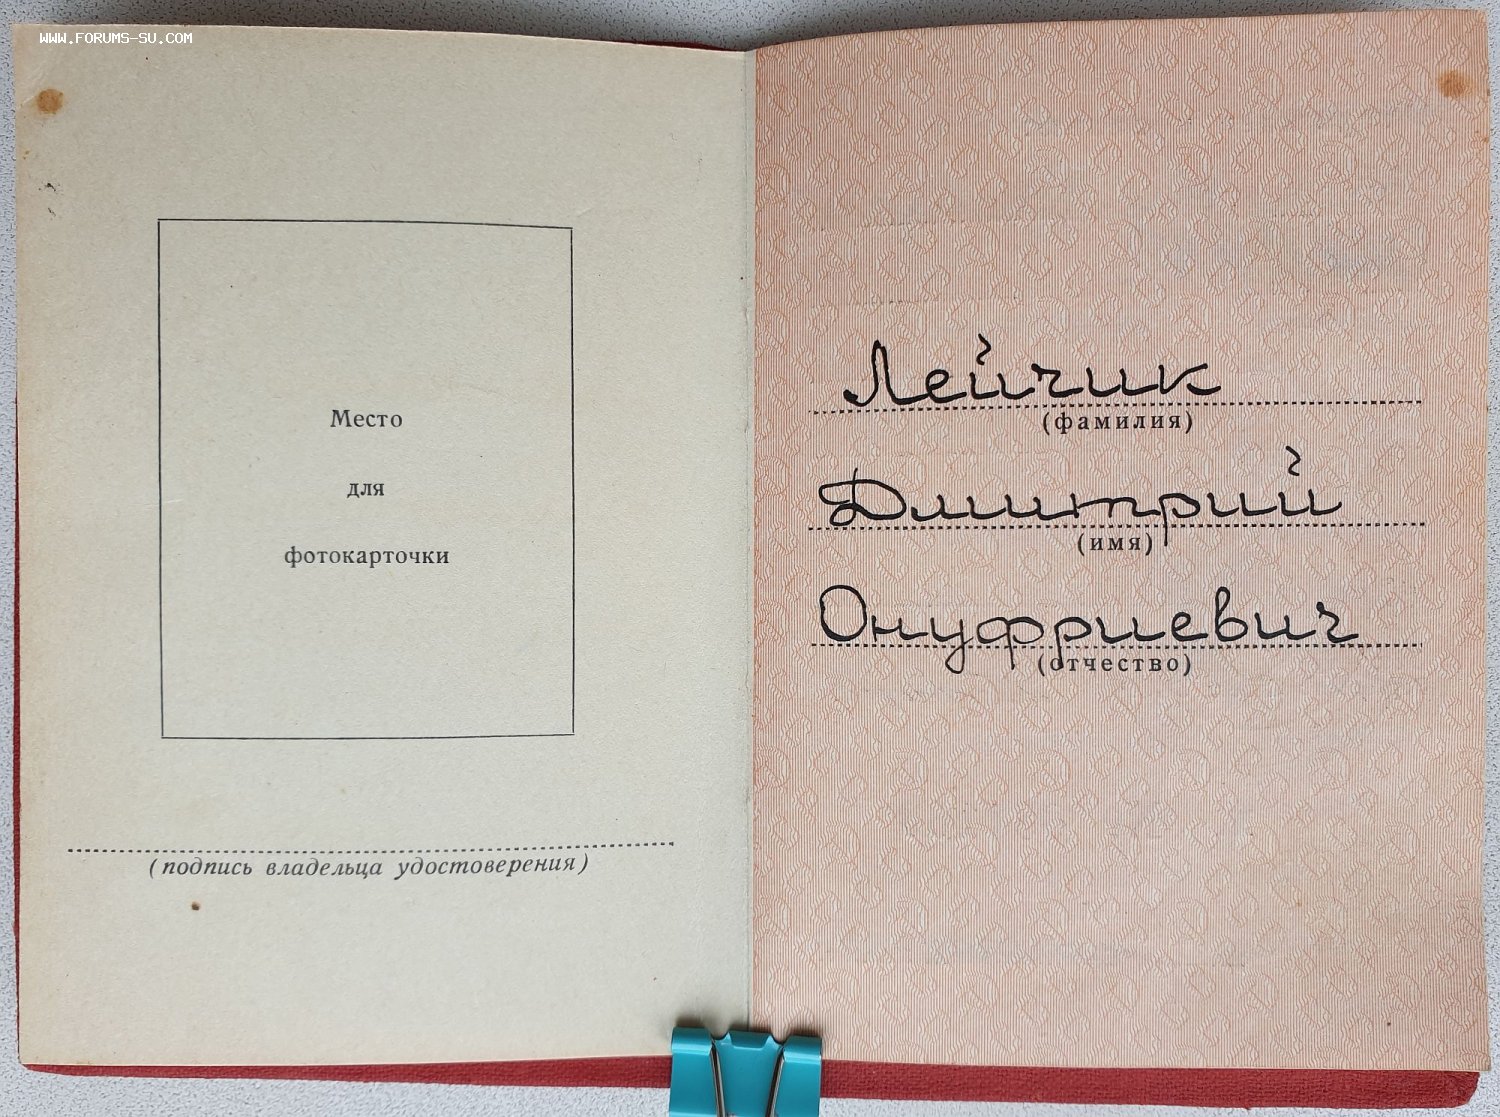 WWW.FORUMS-SU.COM
Место
для
фотокарточки
(подпись владельца удостоверения)
Лейчик
(фамилия)
Дмитрий
(имя)
Онуфриевич
(отчество)